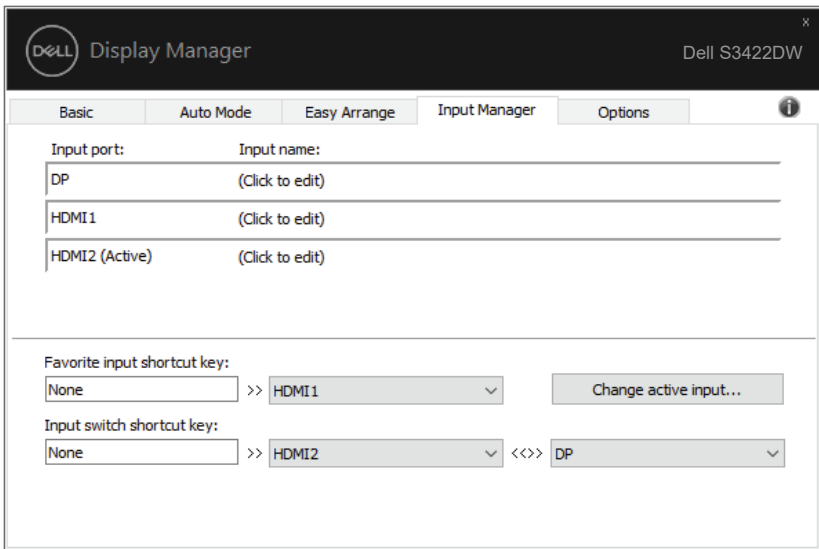 x
DELL Display Manager Dell S3422DW
Basic Auto Mode Easy Arrange Input Manager Options i
Input port: Input name:
DP (Click to edit)
HDMI1 (Click to edit)
HDMI2 (Active) (Click to edit)
Favorite input shortcut key:
None >> HDMI1 Change active input...
Input switch shortcut key:
None >> HDMI2 <<>> DP